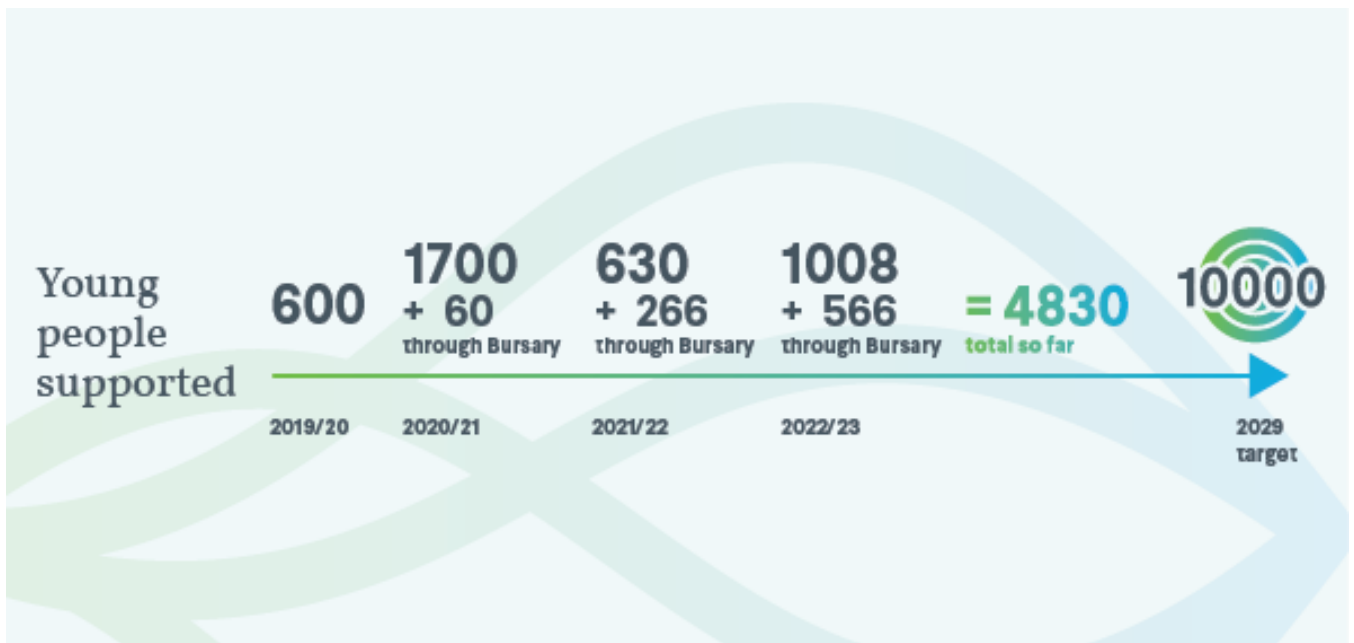 Young
people
supported
600
1700
+ 60
through Bursary
630
+ 266
through Bursary
1008
+ 566
through Bursary
= 4830
total so far
10000
2019/20
2020/21
2021/22
2022/23
2029
target